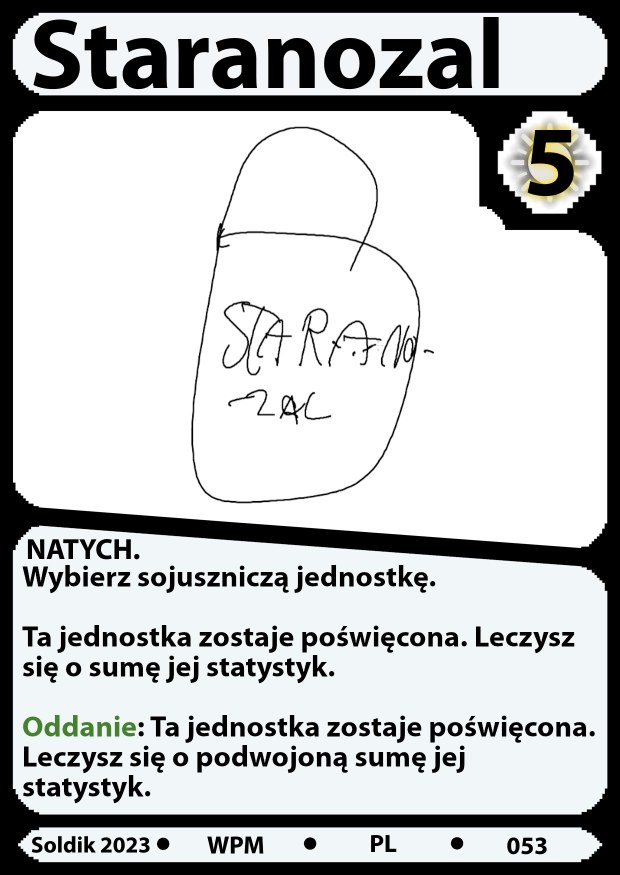 Staranozal
5
STARANO-
ZAL
NATYCH.
Wybierz sojuszniczą jednostkę.
Ta jednostka zostaje poświęcona. Leczysz
się o sumę jej statystyk.
Oddanie: Ta jednostka zostaje poświęcona.
Leczysz się o podwojoną sumę jej
statystyk.
Soldik 2023 • WPM • PL • 053